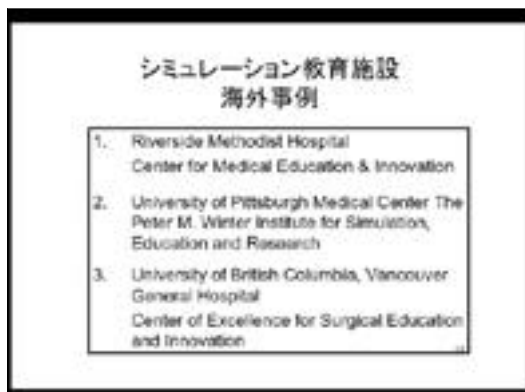 シミュレーション教育施設
海外事例
1. Riverside Methodist Hospital
Center for Medical Education & Innovation
2. University of Pittsburgh Medical Center The
Peter M. Winter Institute for Simulation,
Education and Research
3. University of British Columbia, Vancouver
General Hospital
Center of Excellence for Surgical Education
and Innovation